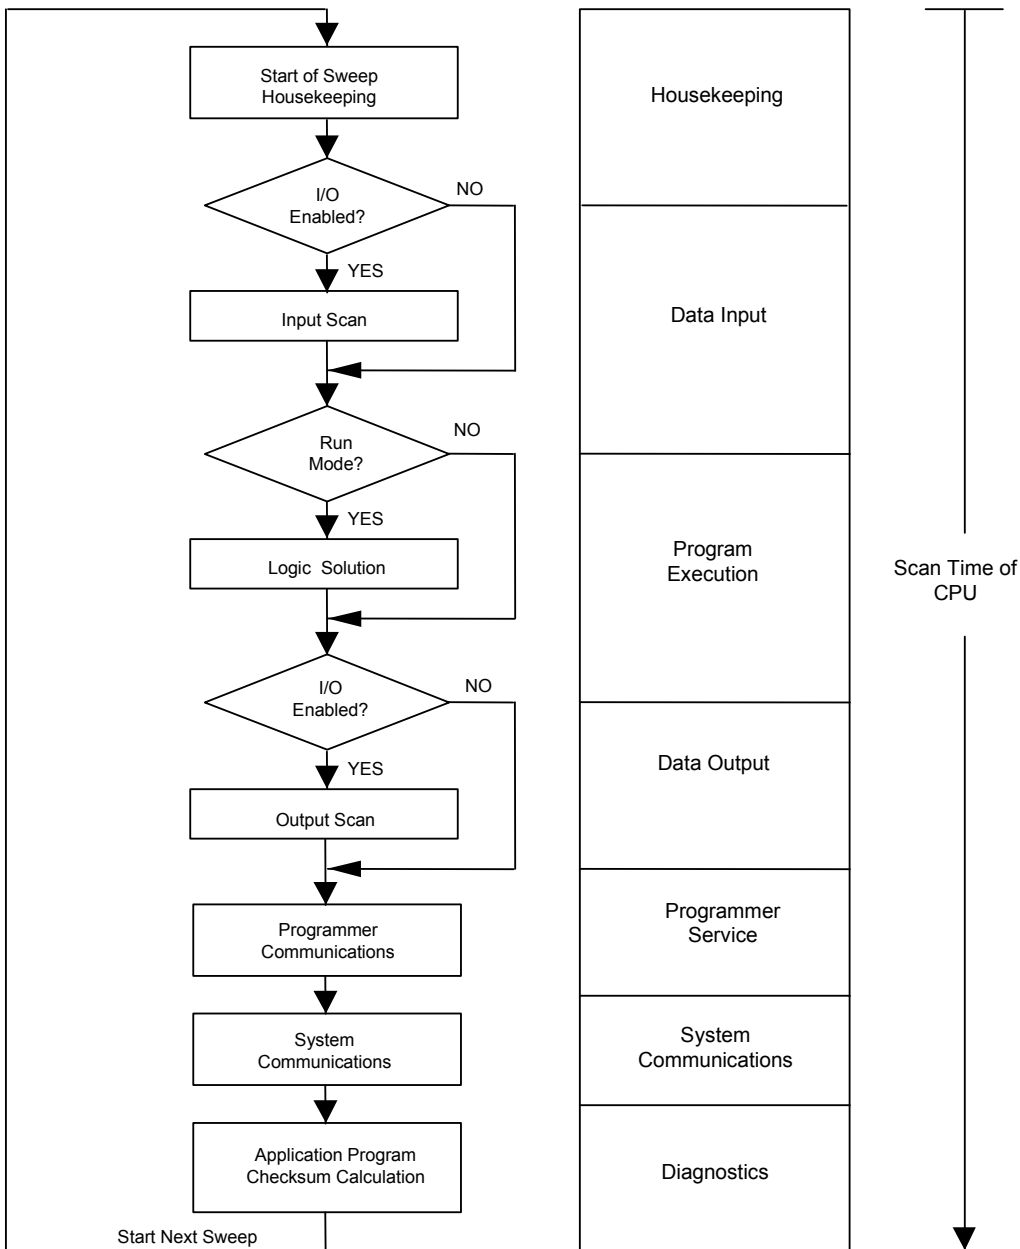 Start of Sweep
Housekeeping
I/O
Enabled?
NO
YES
Input Scan
Run
Mode?
NO
YES
Logic Solution
I/O
Enabled?
NO
YES
Output Scan
Programmer
Communications
System
Communications
Application Program
Checksum Calculation
Start Next Sweep
Housekeeping
Data Input
Program
Execution
Data Output
Programmer
Service
System
Communications
Diagnostics
Scan Time of
CPU